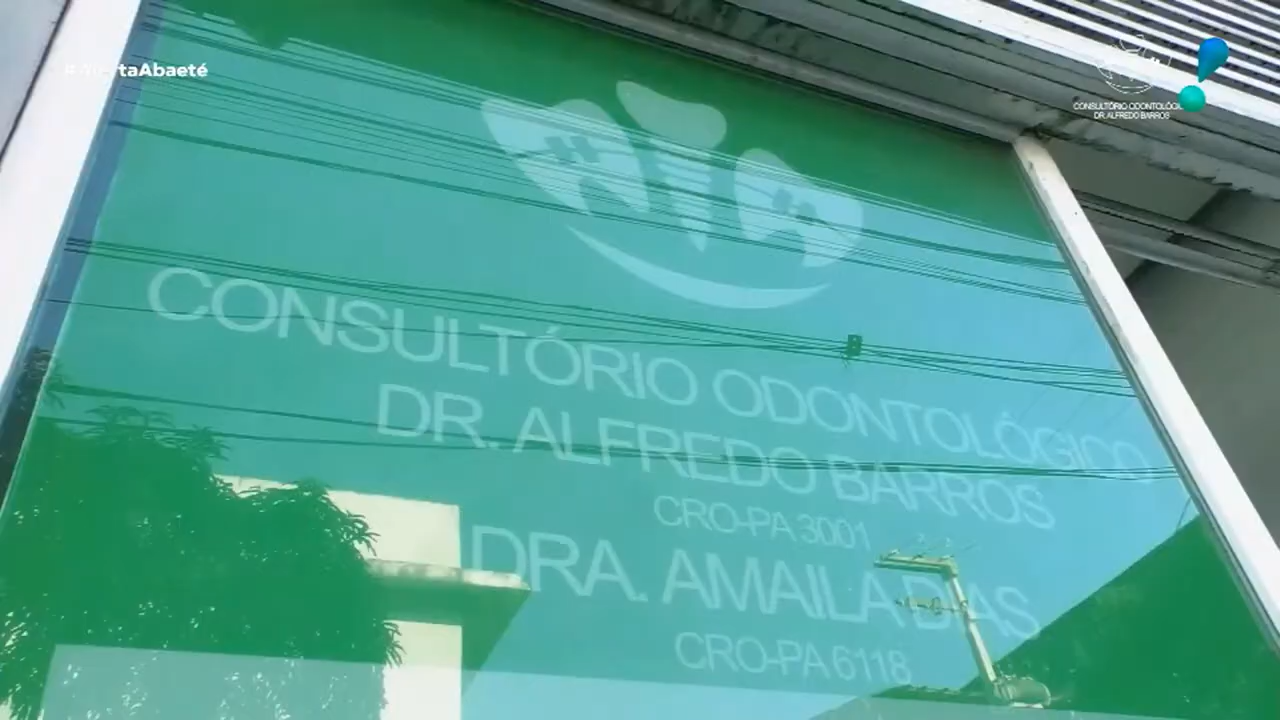 CONSULTÓRIO ODONTOLÓGICO
DR. ALFREDO BARROS
CONSULTÓRIO ODONTOLÓGICO
DR. ALFREDO BARROS
CRO-PA 3001
DRA. AMAILA DIAS
CRO-PA 6118